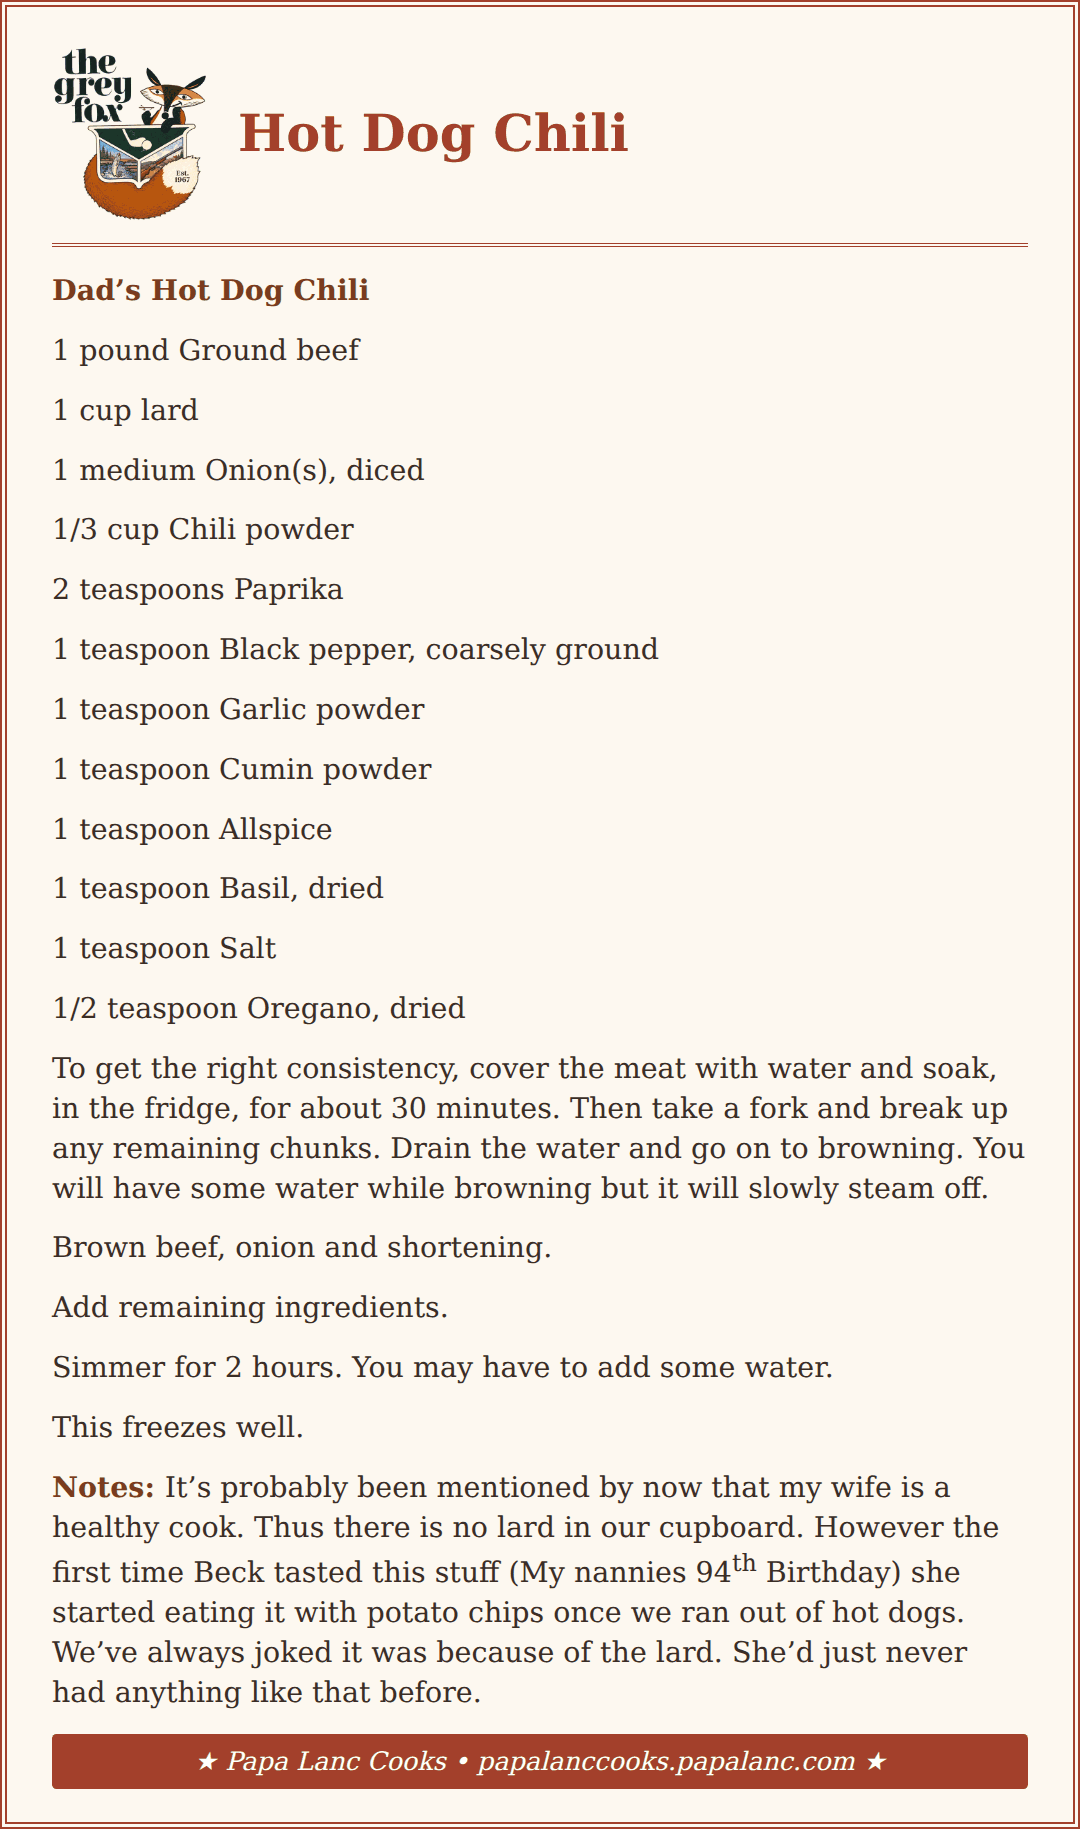 the
grey
fox
Est.
1967
Hot Dog Chili
Dad’s Hot Dog Chili
1 pound Ground beef
1 cup lard
1 medium Onion(s), diced
1/3 cup Chili powder
2 teaspoons Paprika
1 teaspoon Black pepper, coarsely ground
1 teaspoon Garlic powder
1 teaspoon Cumin powder
1 teaspoon Allspice
1 teaspoon Basil, dried
1 teaspoon Salt
1/2 teaspoon Oregano, dried
To get the right consistency, cover the meat with water and soak,
in the fridge, for about 30 minutes. Then take a fork and break up
any remaining chunks. Drain the water and go on to browning. You
will have some water while browning but it will slowly steam off.
Brown beef, onion and shortening.
Add remaining ingredients.
Simmer for 2 hours. You may have to add some water.
This freezes well.
Notes: It’s probably been mentioned by now that my wife is a
healthy cook. Thus there is no lard in our cupboard. However the
first time Beck tasted this stuff (My nannies 94th Birthday) she
started eating it with potato chips once we ran out of hot dogs.
We’ve always joked it was because of the lard. She’d just never
had anything like that before.
★ Papa Lanc Cooks • papalanccooks.papalanc.com ★